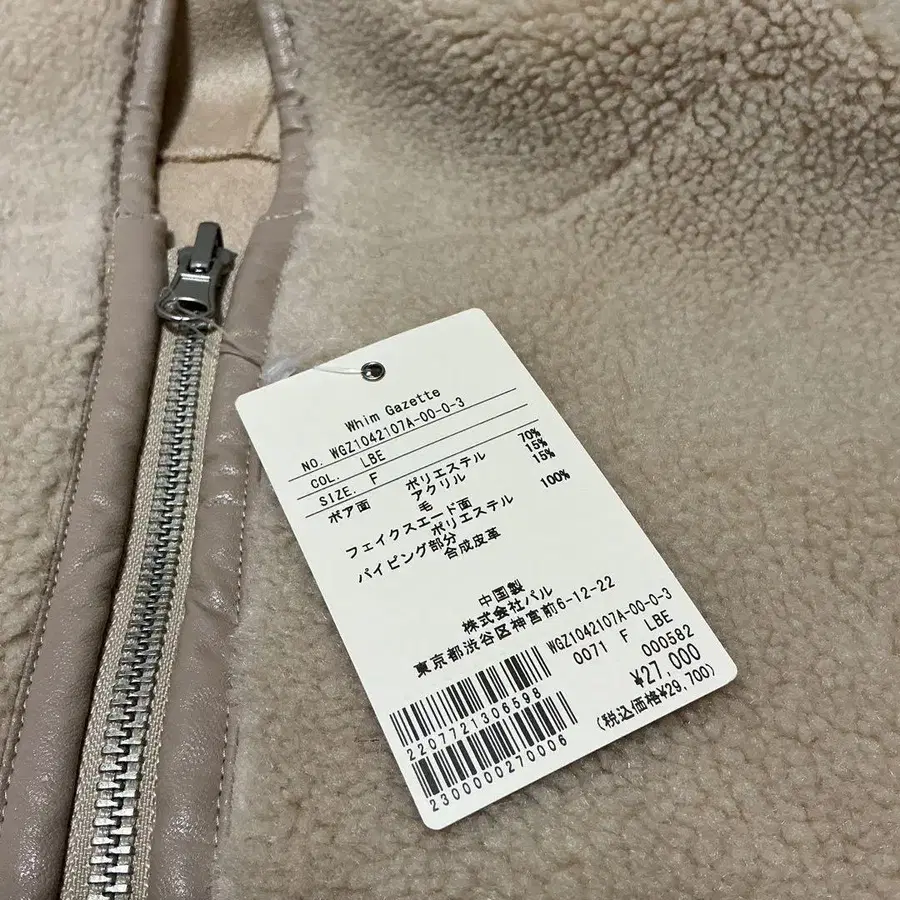 Whim Gazette
NO. WGZ1042107A-00-0-3
COL. LBE
SIZE. F
ボア面 ポリエステル 70%
アクリル 15%
毛 15%
フェイクスエード面
ポリエステル 100%
パイピング部分
合成皮革
中国製
株式会社パル
東京都渋谷区神宮前6-12-22
WGZ1042107A-00-0-3
0071 F LBE
000582
2207721306598
¥27,000
2300000270006
(税込価格¥29,700)